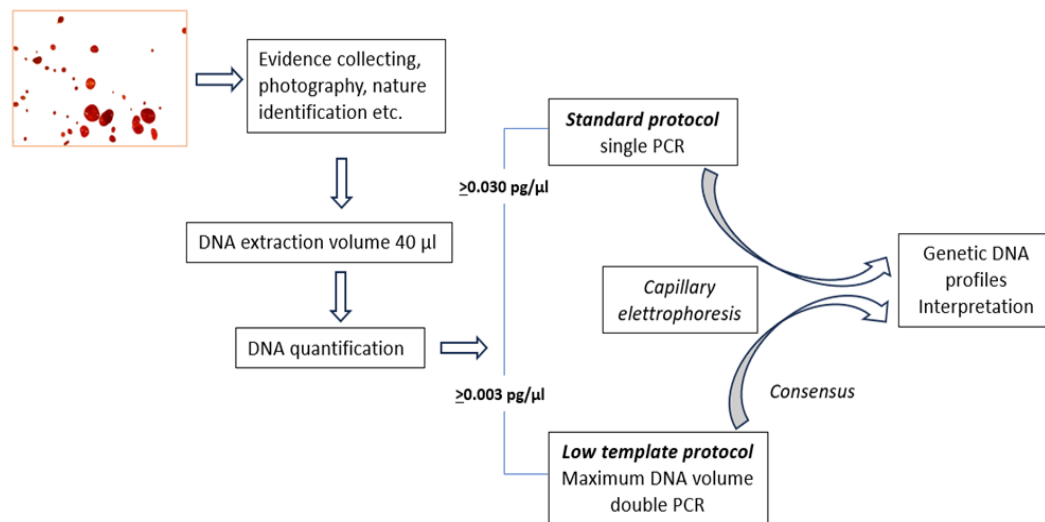 Evidence collecting,
photography, nature
identification etc.
DNA extraction volume 40 µl
DNA quantification
≥0.030 pg/µl
≥0.003 pg/µl
Standard protocol
single PCR
Low template protocol
Maximum DNA volume
double PCR
Capillary
elettrophoresis
Consensus
Genetic DNA
profiles
Interpretation